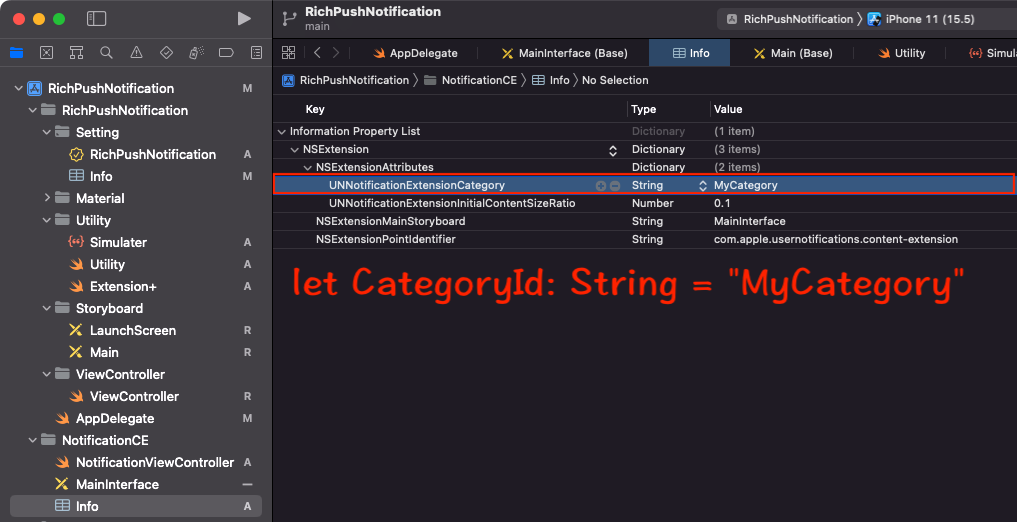 RichPushNotification
main
RichPushNotification 〉 iPhone 11 (15.5)
AppDelegate
MainInterface (Base)
Info
Main (Base)
Utility
Simula
RichPushNotification 〉 NotificationCE 〉 Info 〉 No Selection
Key Type Value
Information Property List Dictionary (1 item)
NSExtension Dictionary (3 items)
NSExtensionAttributes Dictionary (2 items)
UNNotificationExtensionCategory String MyCategory
UNNotificationExtensionInitialContentSizeRatio Number 0.1
NSExtensionMainStoryboard String MainInterface
NSExtensionPointIdentifier String com.apple.usernotifications.content-extension
let CategoryId: String = "MyCategory"
RichPushNotification M
RichPushNotification
Setting
RichPushNotification A
Info M
Material
Utility
Simulater A
Utility A
Extension+ A
Storyboard
LaunchScreen R
Main R
ViewController
ViewController R
AppDelegate M
NotificationCE
NotificationViewController A
MainInterface —
Info A